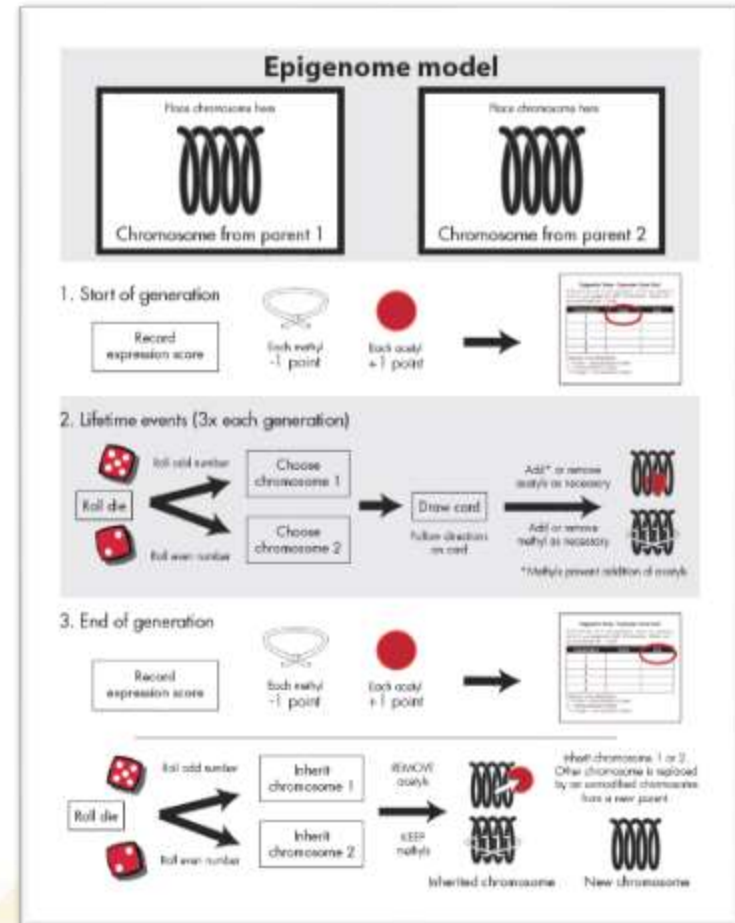 Epigenome model
Place chromosome here
Place chromosome here
Chromosome from parent 1
Chromosome from parent 2
1. Start of generation
Record
expression score
Each methyl
-1 point
Each acetyl
+1 point
2. Lifetime events (3x each generation)
Roll die
Roll odd number
Roll even number
Choose
chromosome 1
Choose
chromosome 2
Draw card
Follow directions
on card
Add* or remove
acetyls as necessary
Add or remove
methyl as necessary
*Methyls prevent addition of acetyls
3. End of generation
Record
expression score
Each methyl
-1 point
Each acetyl
+1 point
Roll die
Roll odd number
Roll even number
Inherit
chromosome 1
Inherit
chromosome 2
REMOVE
acetyls
KEEP
methyls
Inherit chromosome 1 or 2.
Other chromosome is replaced
by an unmodified chromosome
from a new parent
Inherited chromosome
New chromosome